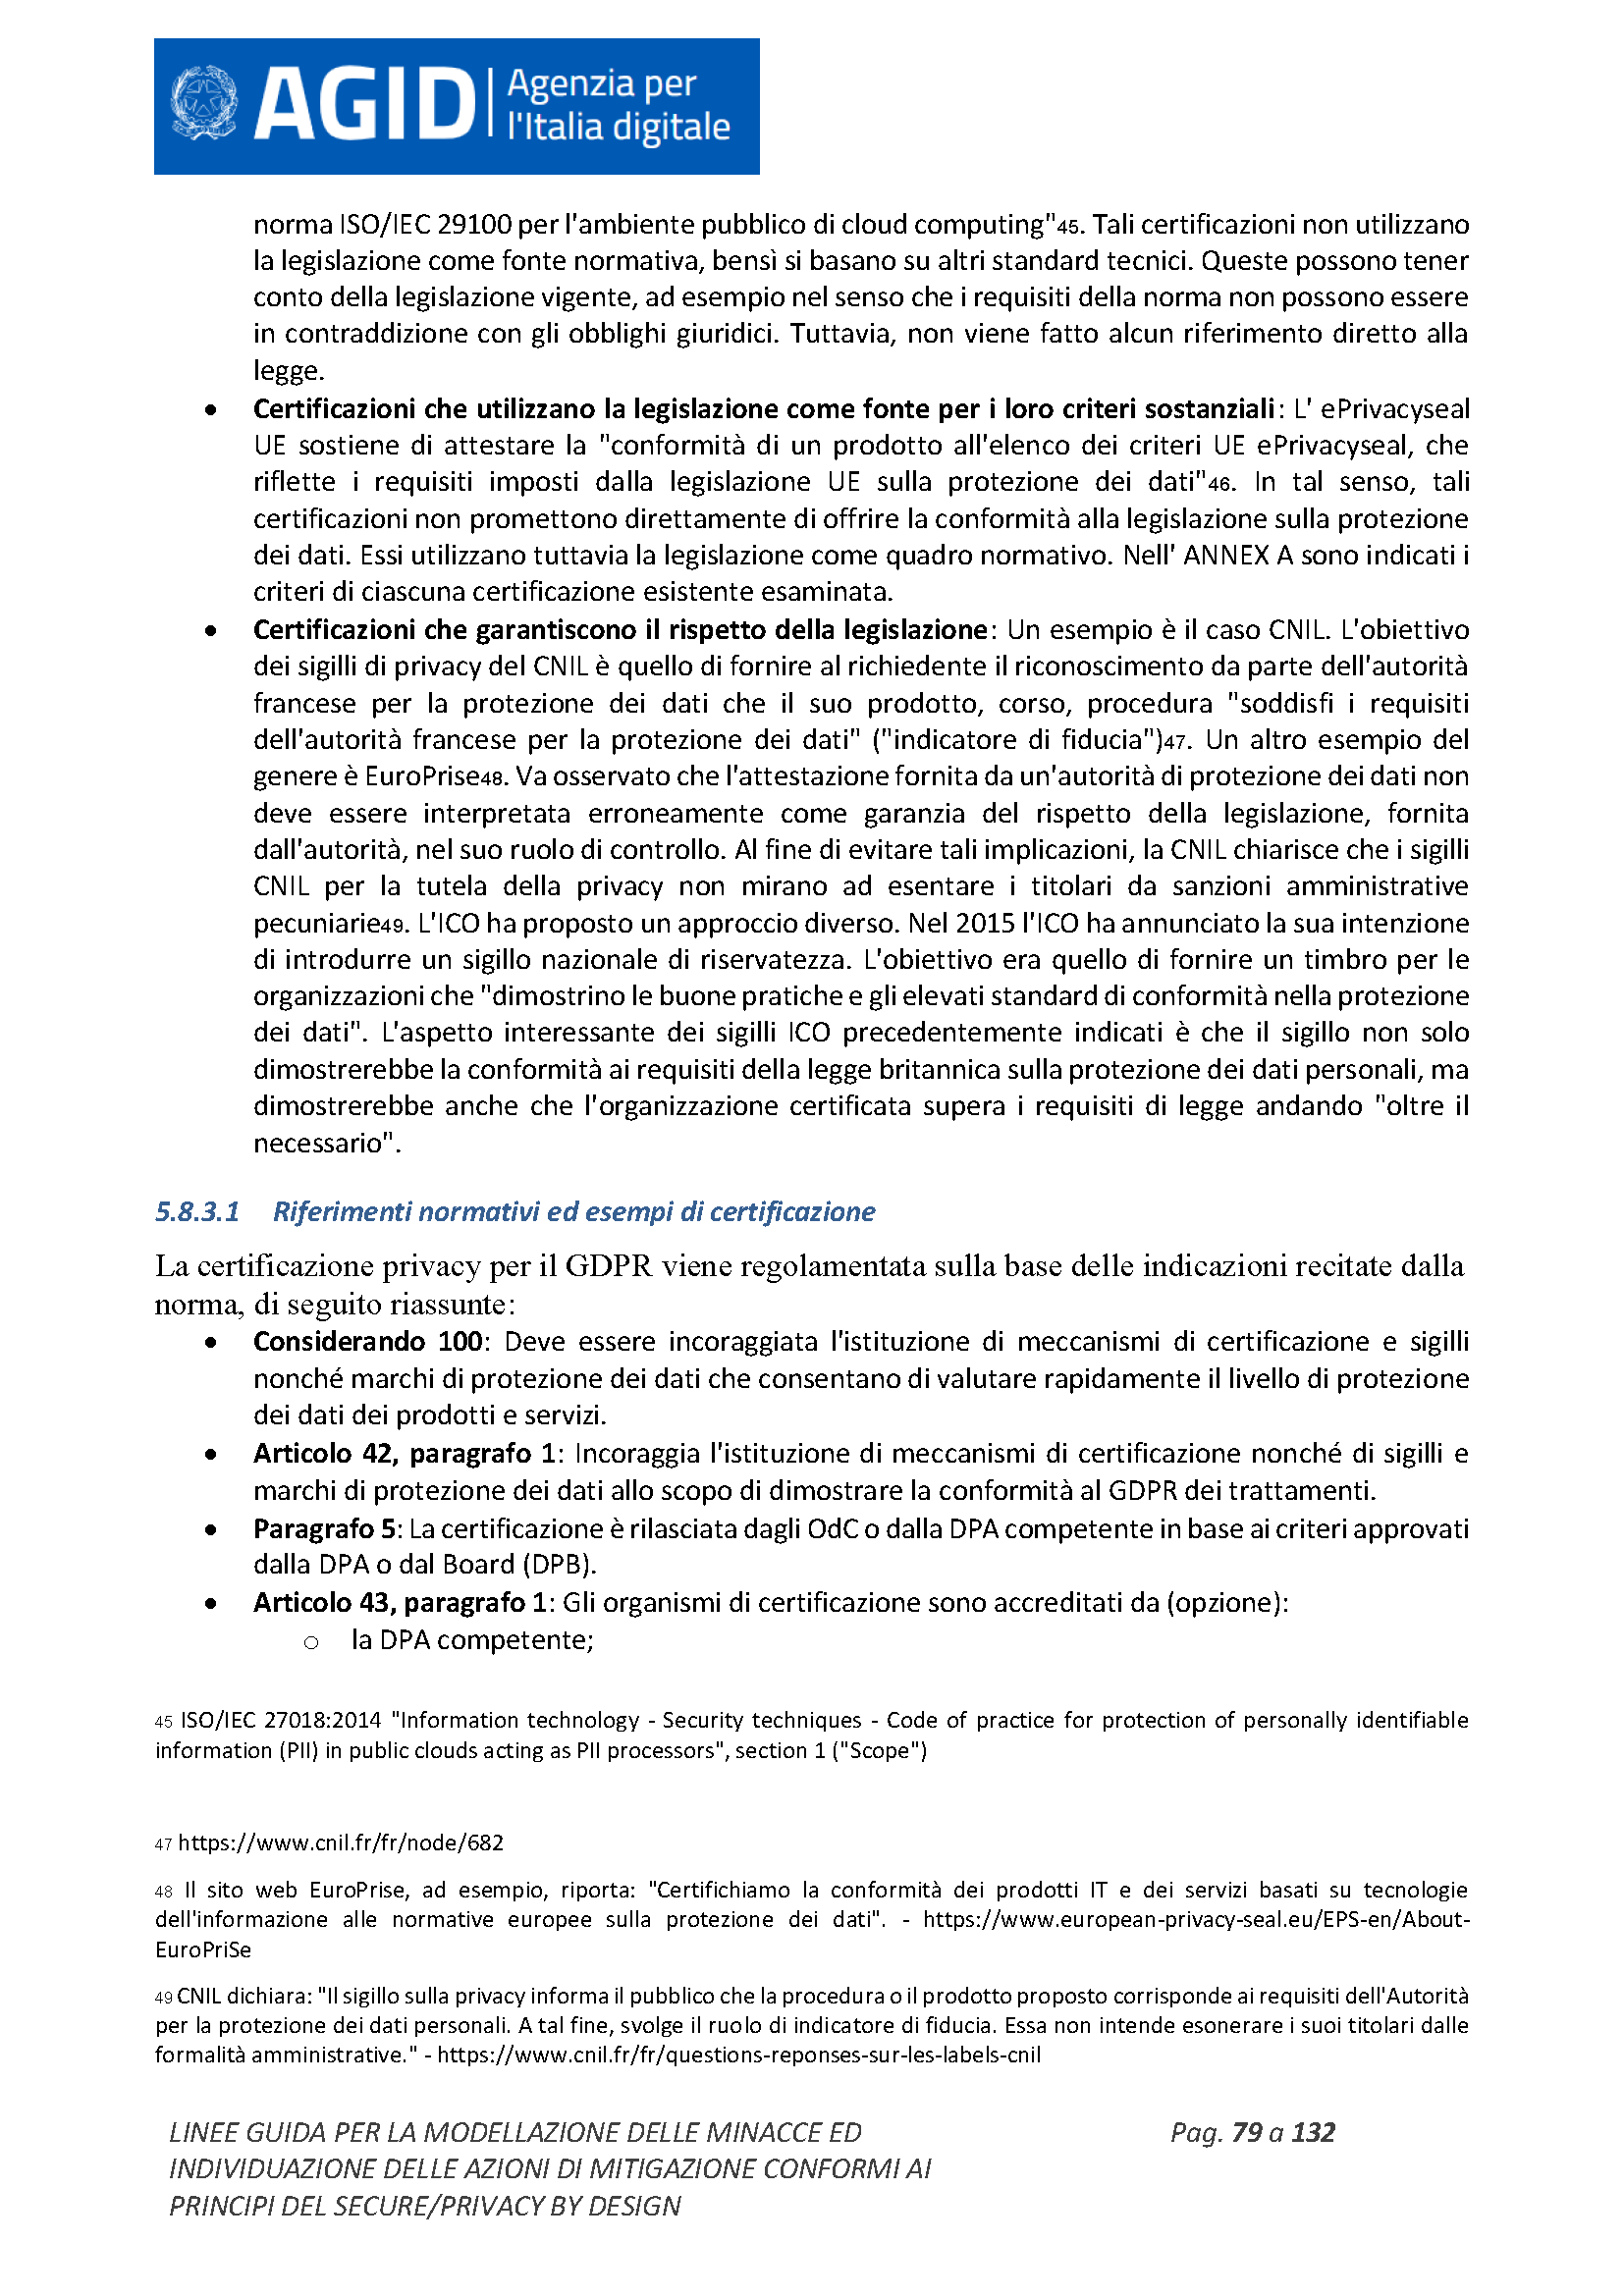 AGID
Agenzia per
l'Italia digitale
norma ISO/IEC 29100 per l'ambiente pubblico di cloud computing"45. Tali certificazioni non utilizzano
la legislazione come fonte normativa, bensì si basano su altri standard tecnici. Queste possono tener
conto della legislazione vigente, ad esempio nel senso che i requisiti della norma non possono essere
in contraddizione con gli obblighi giuridici. Tuttavia, non viene fatto alcun riferimento diretto alla
legge.
• Certificazioni che utilizzano la legislazione come fonte per i loro criteri sostanziali: L' ePrivacyseal
UE sostiene di attestare la "conformità di un prodotto all'elenco dei criteri UE ePrivacyseal, che
riflette i requisiti imposti dalla legislazione UE sulla protezione dei dati"46. In tal senso, tali
certificazioni non promettono direttamente di offrire la conformità alla legislazione sulla protezione
dei dati. Essi utilizzano tuttavia la legislazione come quadro normativo. Nell' ANNEX A sono indicati i
criteri di ciascuna certificazione esistente esaminata.
• Certificazioni che garantiscono il rispetto della legislazione: Un esempio è il caso CNIL. L'obiettivo
dei sigilli di privacy del CNIL è quello di fornire al richiedente il riconoscimento da parte dell'autorità
francese per la protezione dei dati che il suo prodotto, corso, procedura "soddisfi i requisiti
dell'autorità francese per la protezione dei dati" ("indicatore di fiducia")47. Un altro esempio del
genere è EuroPrise48. Va osservato che l'attestazione fornita da un'autorità di protezione dei dati non
deve essere interpretata erroneamente come garanzia del rispetto della legislazione, fornita
dall'autorità, nel suo ruolo di controllo. Al fine di evitare tali implicazioni, la CNIL chiarisce che i sigilli
CNIL per la tutela della privacy non mirano ad esentare i titolari da sanzioni amministrative
pecuniarie49. L'ICO ha proposto un approccio diverso. Nel 2015 l'ICO ha annunciato la sua intenzione
di introdurre un sigillo nazionale di riservatezza. L'obiettivo era quello di fornire un timbro per le
organizzazioni che "dimostrino le buone pratiche e gli elevati standard di conformità nella protezione
dei dati". L'aspetto interessante dei sigilli ICO precedentemente indicati è che il sigillo non solo
dimostrerebbe la conformità ai requisiti della legge britannica sulla protezione dei dati personali, ma
dimostrerebbe anche che l'organizzazione certificata supera i requisiti di legge andando "oltre il
necessario".
5.8.3.1 Riferimenti normativi ed esempi di certificazione
La certificazione privacy per il GDPR viene regolamentata sulla base delle indicazioni recitate dalla
norma, di seguito riassunte:
• Considerando 100: Deve essere incoraggiata l'istituzione di meccanismi di certificazione e sigilli
nonché marchi di protezione dei dati che consentano di valutare rapidamente il livello di protezione
dei dati dei prodotti e servizi.
• Articolo 42, paragrafo 1: Incoraggia l'istituzione di meccanismi di certificazione nonché di sigilli e
marchi di protezione dei dati allo scopo di dimostrare la conformità al GDPR dei trattamenti.
• Paragrafo 5: La certificazione è rilasciata dagli OdC o dalla DPA competente in base ai criteri approvati
dalla DPA o dal Board (DPB).
• Articolo 43, paragrafo 1: Gli organismi di certificazione sono accreditati da (opzione):
o la DPA competente;
45 ISO/IEC 27018:2014 "Information technology - Security techniques - Code of practice for protection of personally identifiable
information (PII) in public clouds acting as PII processors", section 1 ("Scope")
47 https://www.cnil.fr/fr/node/682
48 Il sito web EuroPrise, ad esempio, riporta: "Certifichiamo la conformità dei prodotti IT e dei servizi basati su tecnologie
dell'informazione alle normative europee sulla protezione dei dati". - https://www.european-privacy-seal.eu/EPS-en/About-
EuroPriSe
49 CNIL dichiara: "Il sigillo sulla privacy informa il pubblico che la procedura o il prodotto proposto corrisponde ai requisiti dell'Autorità
per la protezione dei dati personali. A tal fine, svolge il ruolo di indicatore di fiducia. Essa non intende esonerare i suoi titolari dalle
formalità amministrative." - https://www.cnil.fr/fr/questions-reponses-sur-les-labels-cnil
LINEE GUIDA PER LA MODELLAZIONE DELLE MINACCE ED
INDIVIDUAZIONE DELLE AZIONI DI MITIGAZIONE CONFORMI AI
PRINCIPI DEL SECURE/PRIVACY BY DESIGN
Pag. 79 a 132